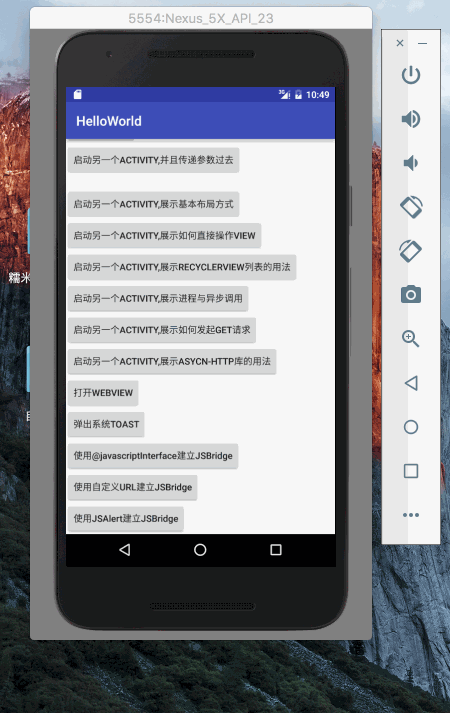 5554:Nexus_5X_API_23
3G
10:49
HelloWorld
启动另一个ACTIVITY,并且传递参数过去
启动另一个ACTIVITY,展示基本布局方式
启动另一个ACTIVITY,展示如何直接操作VIEW
启动另一个ACTIVITY,展示RECYCLERVIEW列表的用法
启动另一个ACTIVITY,展示进程与异步调用
启动另一个ACTIVITY,展示如何发起GET请求
启动另一个ACTIVITY,展示ASYCN-HTTP库的用法
打开WEBVIEW
弹出系统TOAST
使用@javascriptInterface建立JSBridge
使用自定义URL建立JSBridge
使用JSAlert建立JSBridge
糯米